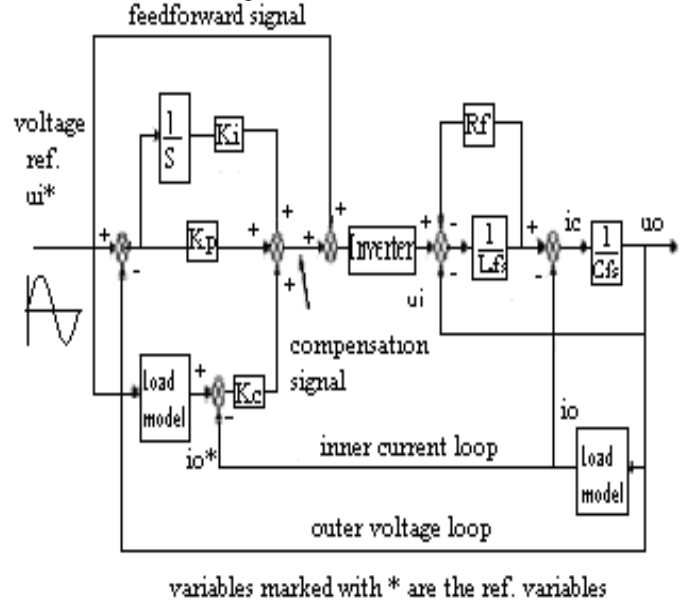 feedforward signal
voltage
ref.
ui*
1
S
Ki
Kp
Kc
load
model
io*
compensation
signal
Inverter
ui
Rf
1
Lfs
ic
1
Cfs
uo
io
load
model
inner current loop
outer voltage loop
variables marked with * are the ref. variables
+
-
+
+
+
+
+
+
-
+
-
-
+
-